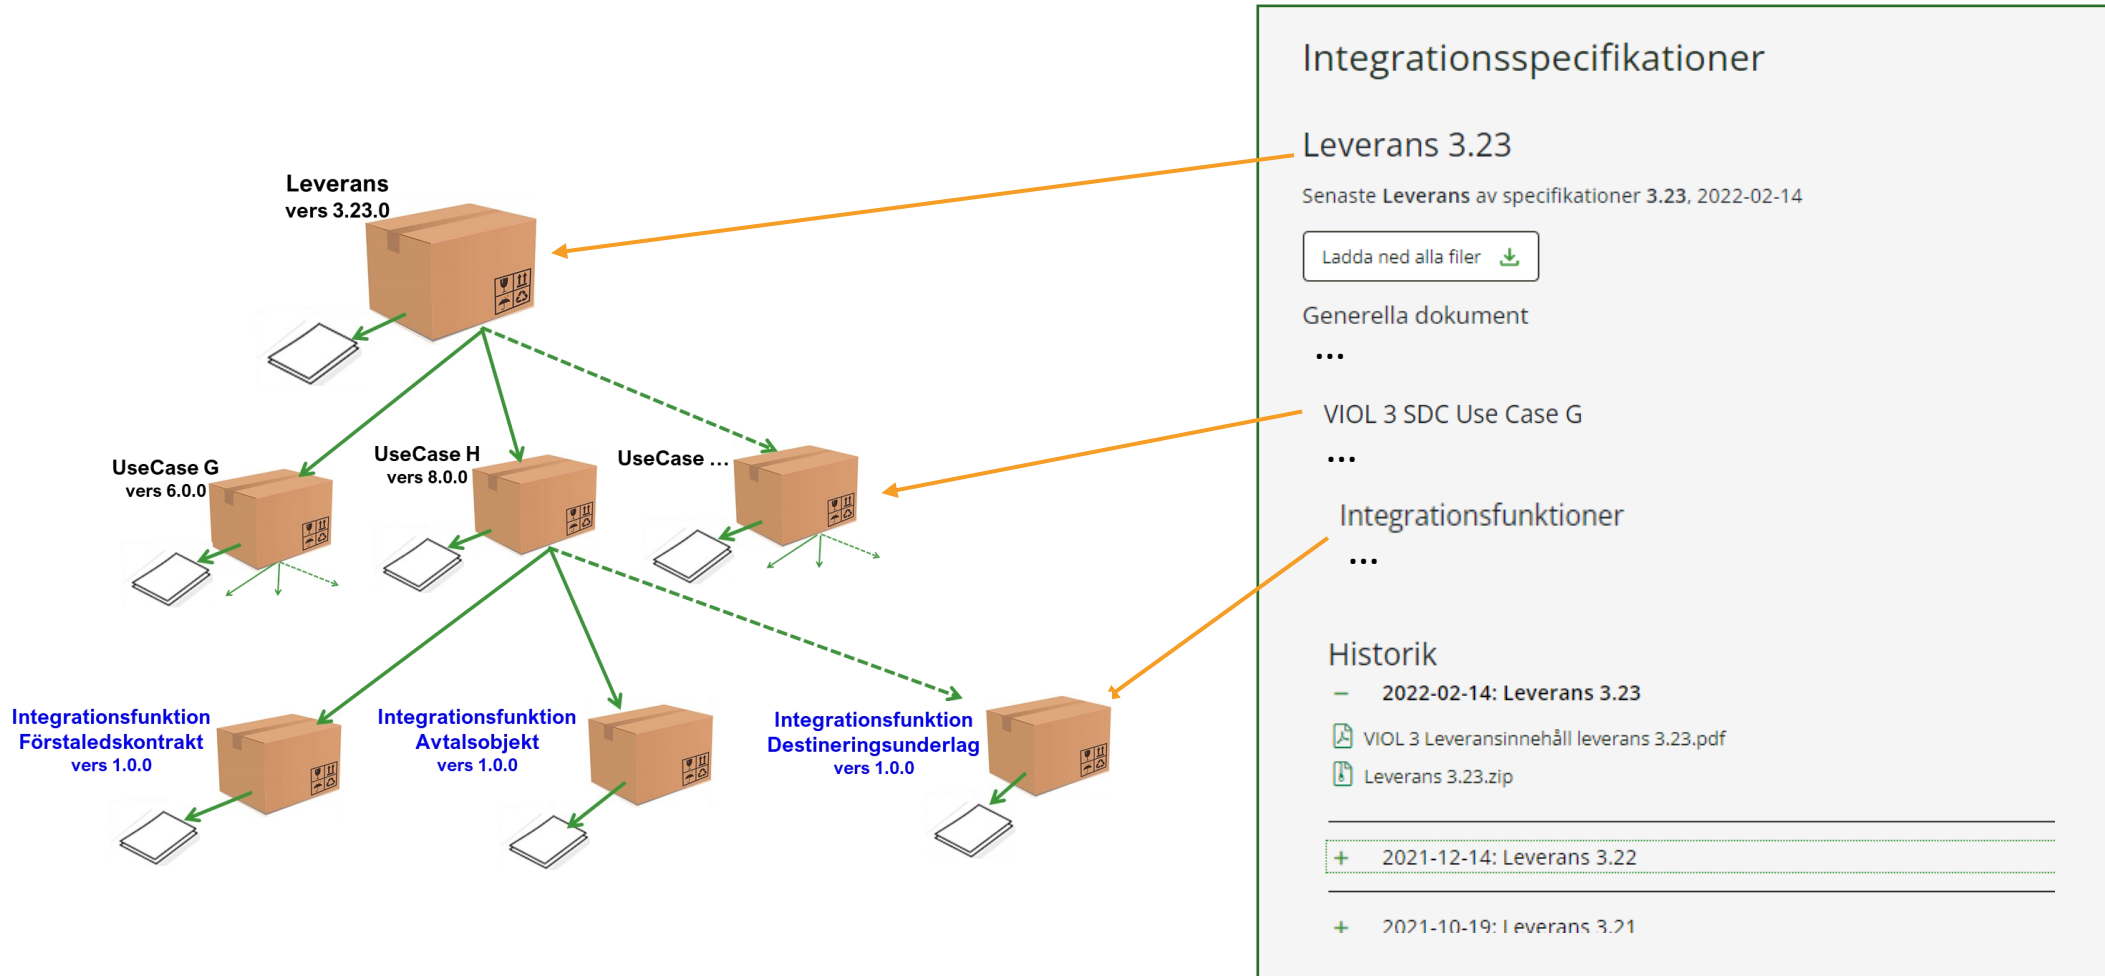 Leverans
vers 3.23.0
UseCase G
vers 6.0.0
UseCase H
vers 8.0.0
UseCase ...
Integrationsfunktion
Förstaledskontrakt
vers 1.0.0
Integrationsfunktion
Avtalsobjekt
vers 1.0.0
Integrationsfunktion
Destineringsunderlag
vers 1.0.0
Integrationsspecifikationer
Leverans 3.23
Senaste Leverans av specifikationer 3.23, 2022-02-14
Ladda ned alla filer
Generella dokument
...
VIOL 3 SDC Use Case G
...
Integrationsfunktioner
...
Historik
− 2022-02-14: Leverans 3.23
VIOL 3 Leveransinnehåll leverans 3.23.pdf
Leverans 3.23.zip
+ 2021-12-14: Leverans 3.22
+ 2021-10-19: Leverans 3.21